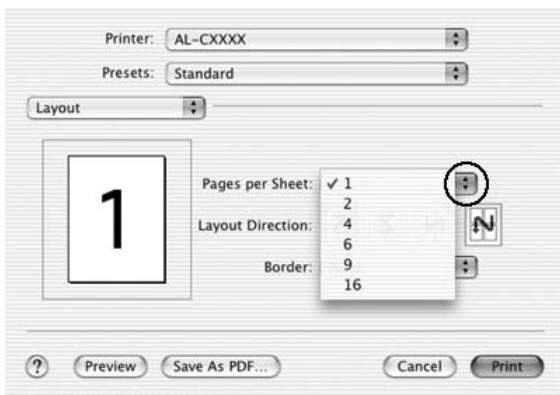 Printer: AL-CXXXX
Presets: Standard
Layout
1
Pages per Sheet: ✓ 1
2
Layout Direction:
4
6
Border:
9
16
? Preview Save As PDF... Cancel Print